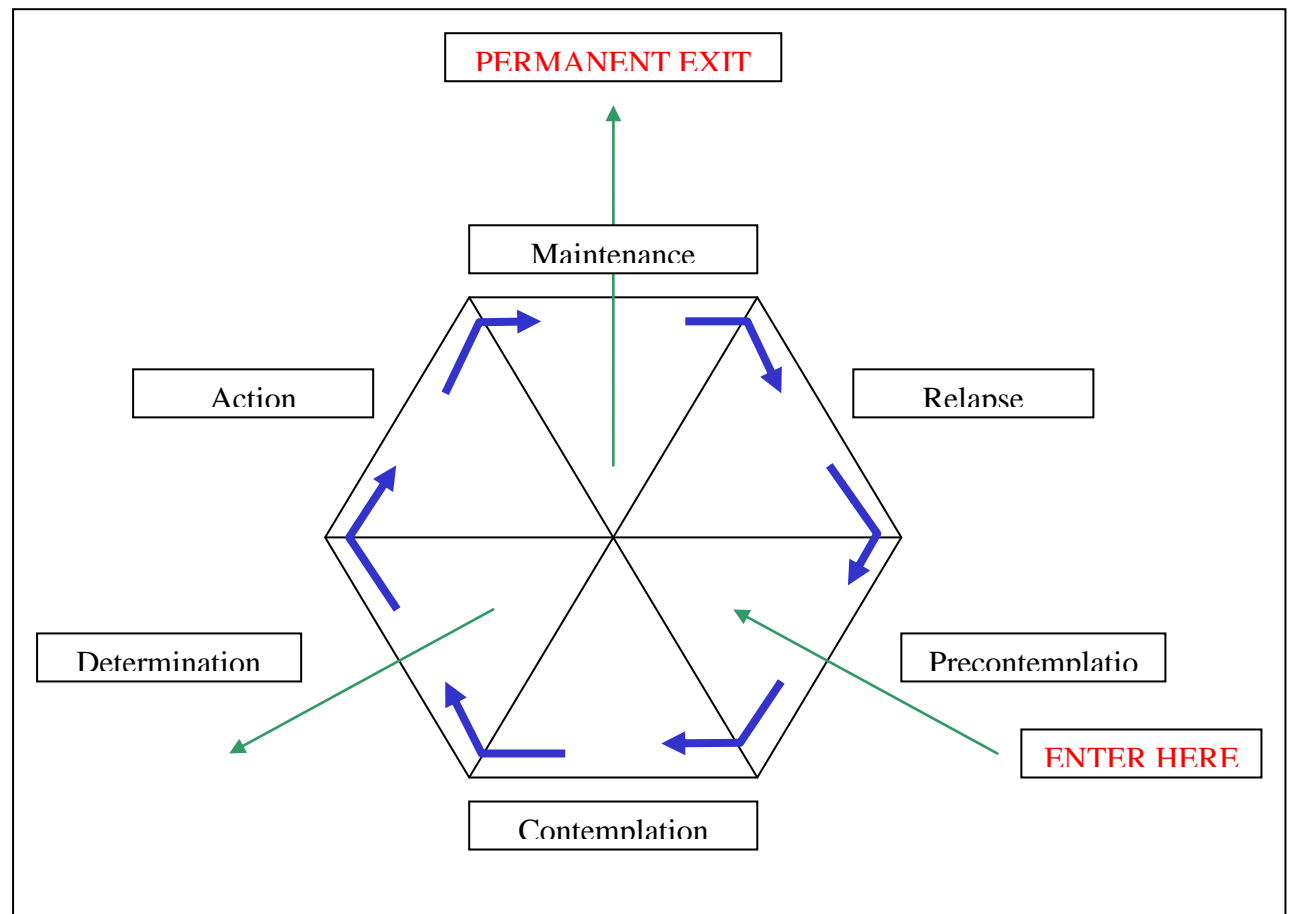 PERMANENT EXIT
Maintenance
Action
Relapse
Determination
Precontemplatio
ENTER HERE
Contemplation